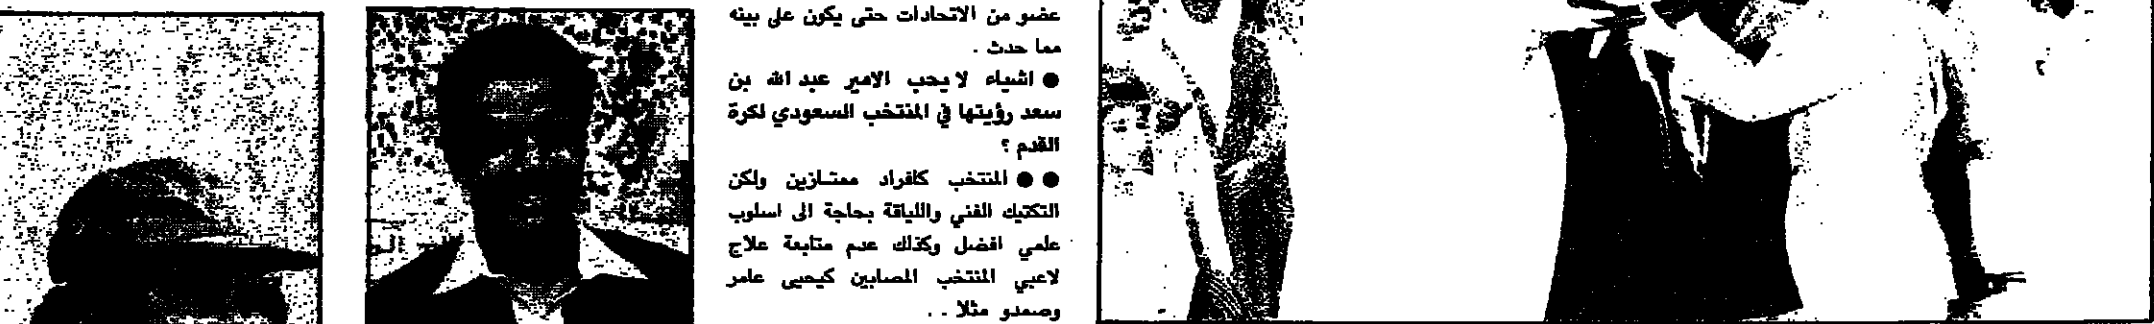 عضو من الاتحادات حتى يكون على بينه
مما حدث .
● اشياء لا يحب الامير عبد الله بن
سعد رؤيتها في المنتخب السعودي لكرة
القدم ؟
●● المنتخب كافراد ممتازين ولكن
التكتيك الفني واللياقة بحاجة الى اسلوب
علمي افضل وكذلك عدم متابعة علاج
لاعبي المنتخب المصابين كيحيى عامر
وصمدو مثلا . .